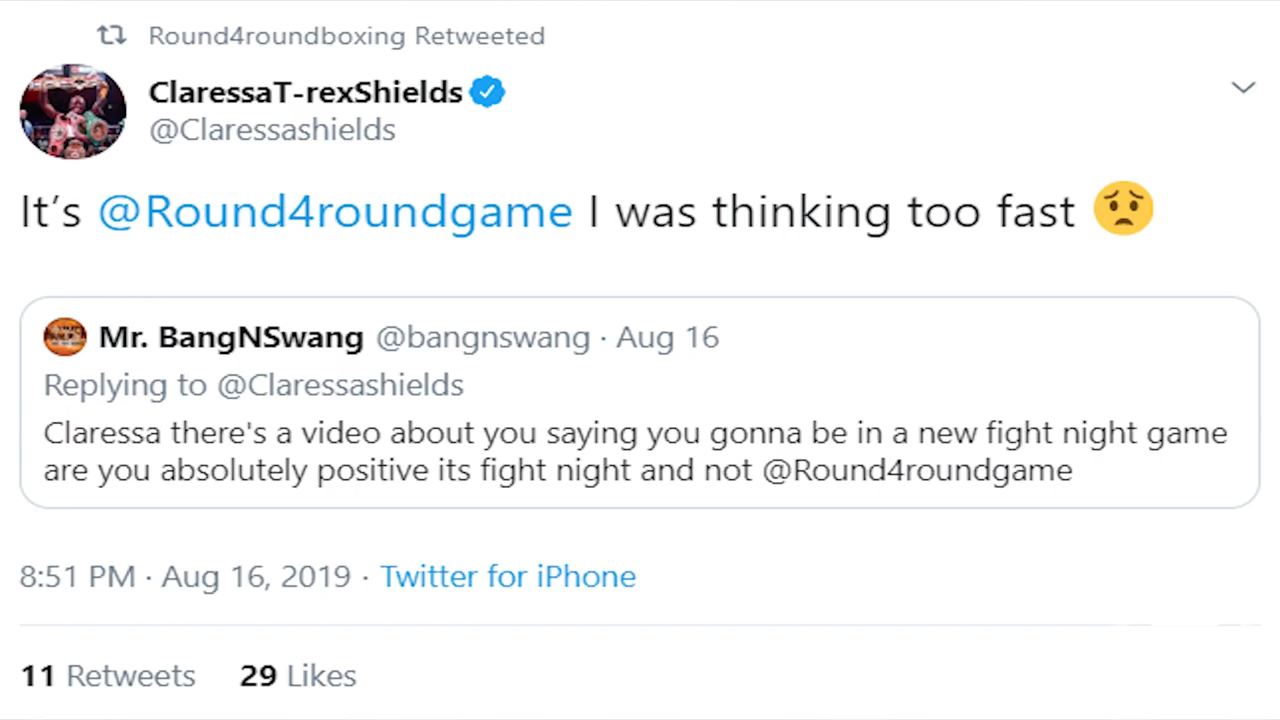 Round4roundboxing Retweeted
ClaressaT-rexShields
@Claressashields
It’s @Round4roundgame I was thinking too fast 😟
Mr. BangNSwang @bangnswang · Aug 16
Replying to @Claressashields
Claressa there's a video about you saying you gonna be in a new fight night game
are you absolutely positive its fight night and not @Round4roundgame
8:51 PM · Aug 16, 2019 · Twitter for iPhone
11 Retweets 29 Likes